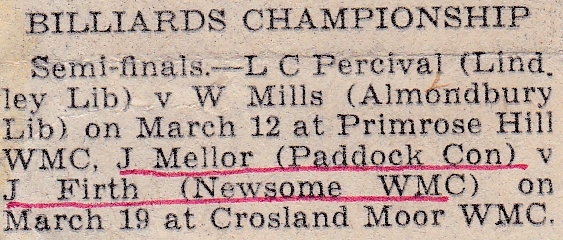 BILLIARDS CHAMPIONSHIP
Semi-finals.—L C Percival (Lind.
ley Lib) v W Mills (Almondbury
Lib) on March 12 at Primrose Hill
WMC, J Mellor (Paddock Con) v
J Firth (Newsome WMC) on
March 19 at Crosland Moor WMC.